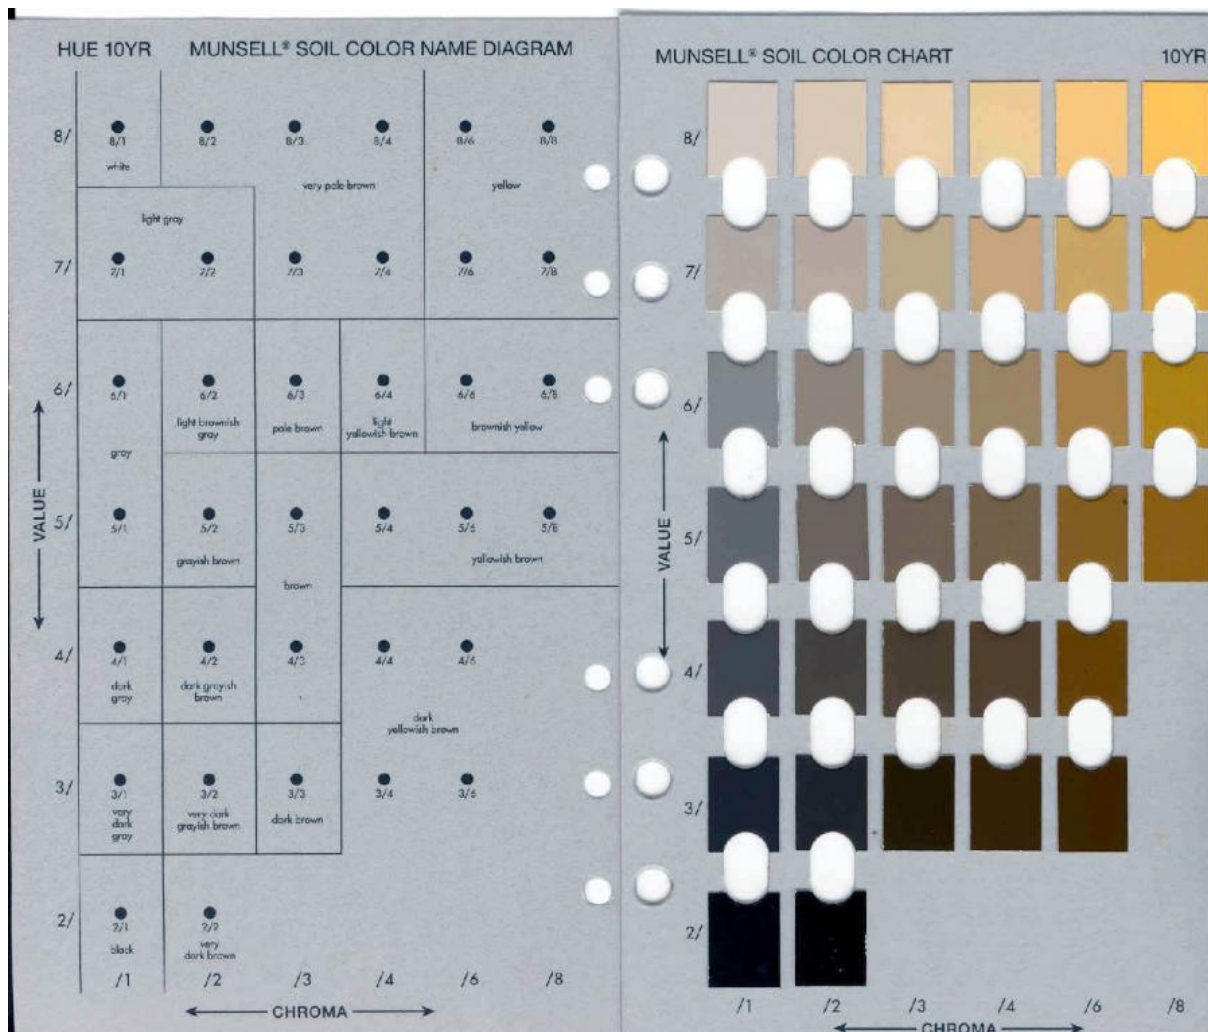 HUE 10YR MUNSELL® SOIL COLOR NAME DIAGRAM
8/
8/1 8/2 8/3 8/4 8/6 8/8
white
very pale brown yellow
light gray
7/
7/1 7/2 7/3 7/4 7/6 7/8
6/
6/1 6/2 6/3 6/4 6/6 6/8
light brownish
gray
pale brown
light
yellowish brown
brownish yellow
gray
5/
5/1 5/2 5/3 5/4 5/6 5/8
grayish brown
yellowish brown
brown
4/
4/1 4/2 4/3 4/4 4/6
dark
gray
dark grayish
brown
dark
yellowish brown
3/
3/1 3/2 3/3 3/4 3/6
very
dark
gray
very dark
grayish brown
dark brown
2/
2/1 2/2
black
very
dark brown
/1 /2 /3 /4 /6 /8
VALUE
CHROMA
MUNSELL® SOIL COLOR CHART 10YR
8/
7/
6/
5/
4/
3/
2/
VALUE
/1 /2 /3 /4 /6 /8
CHROMA